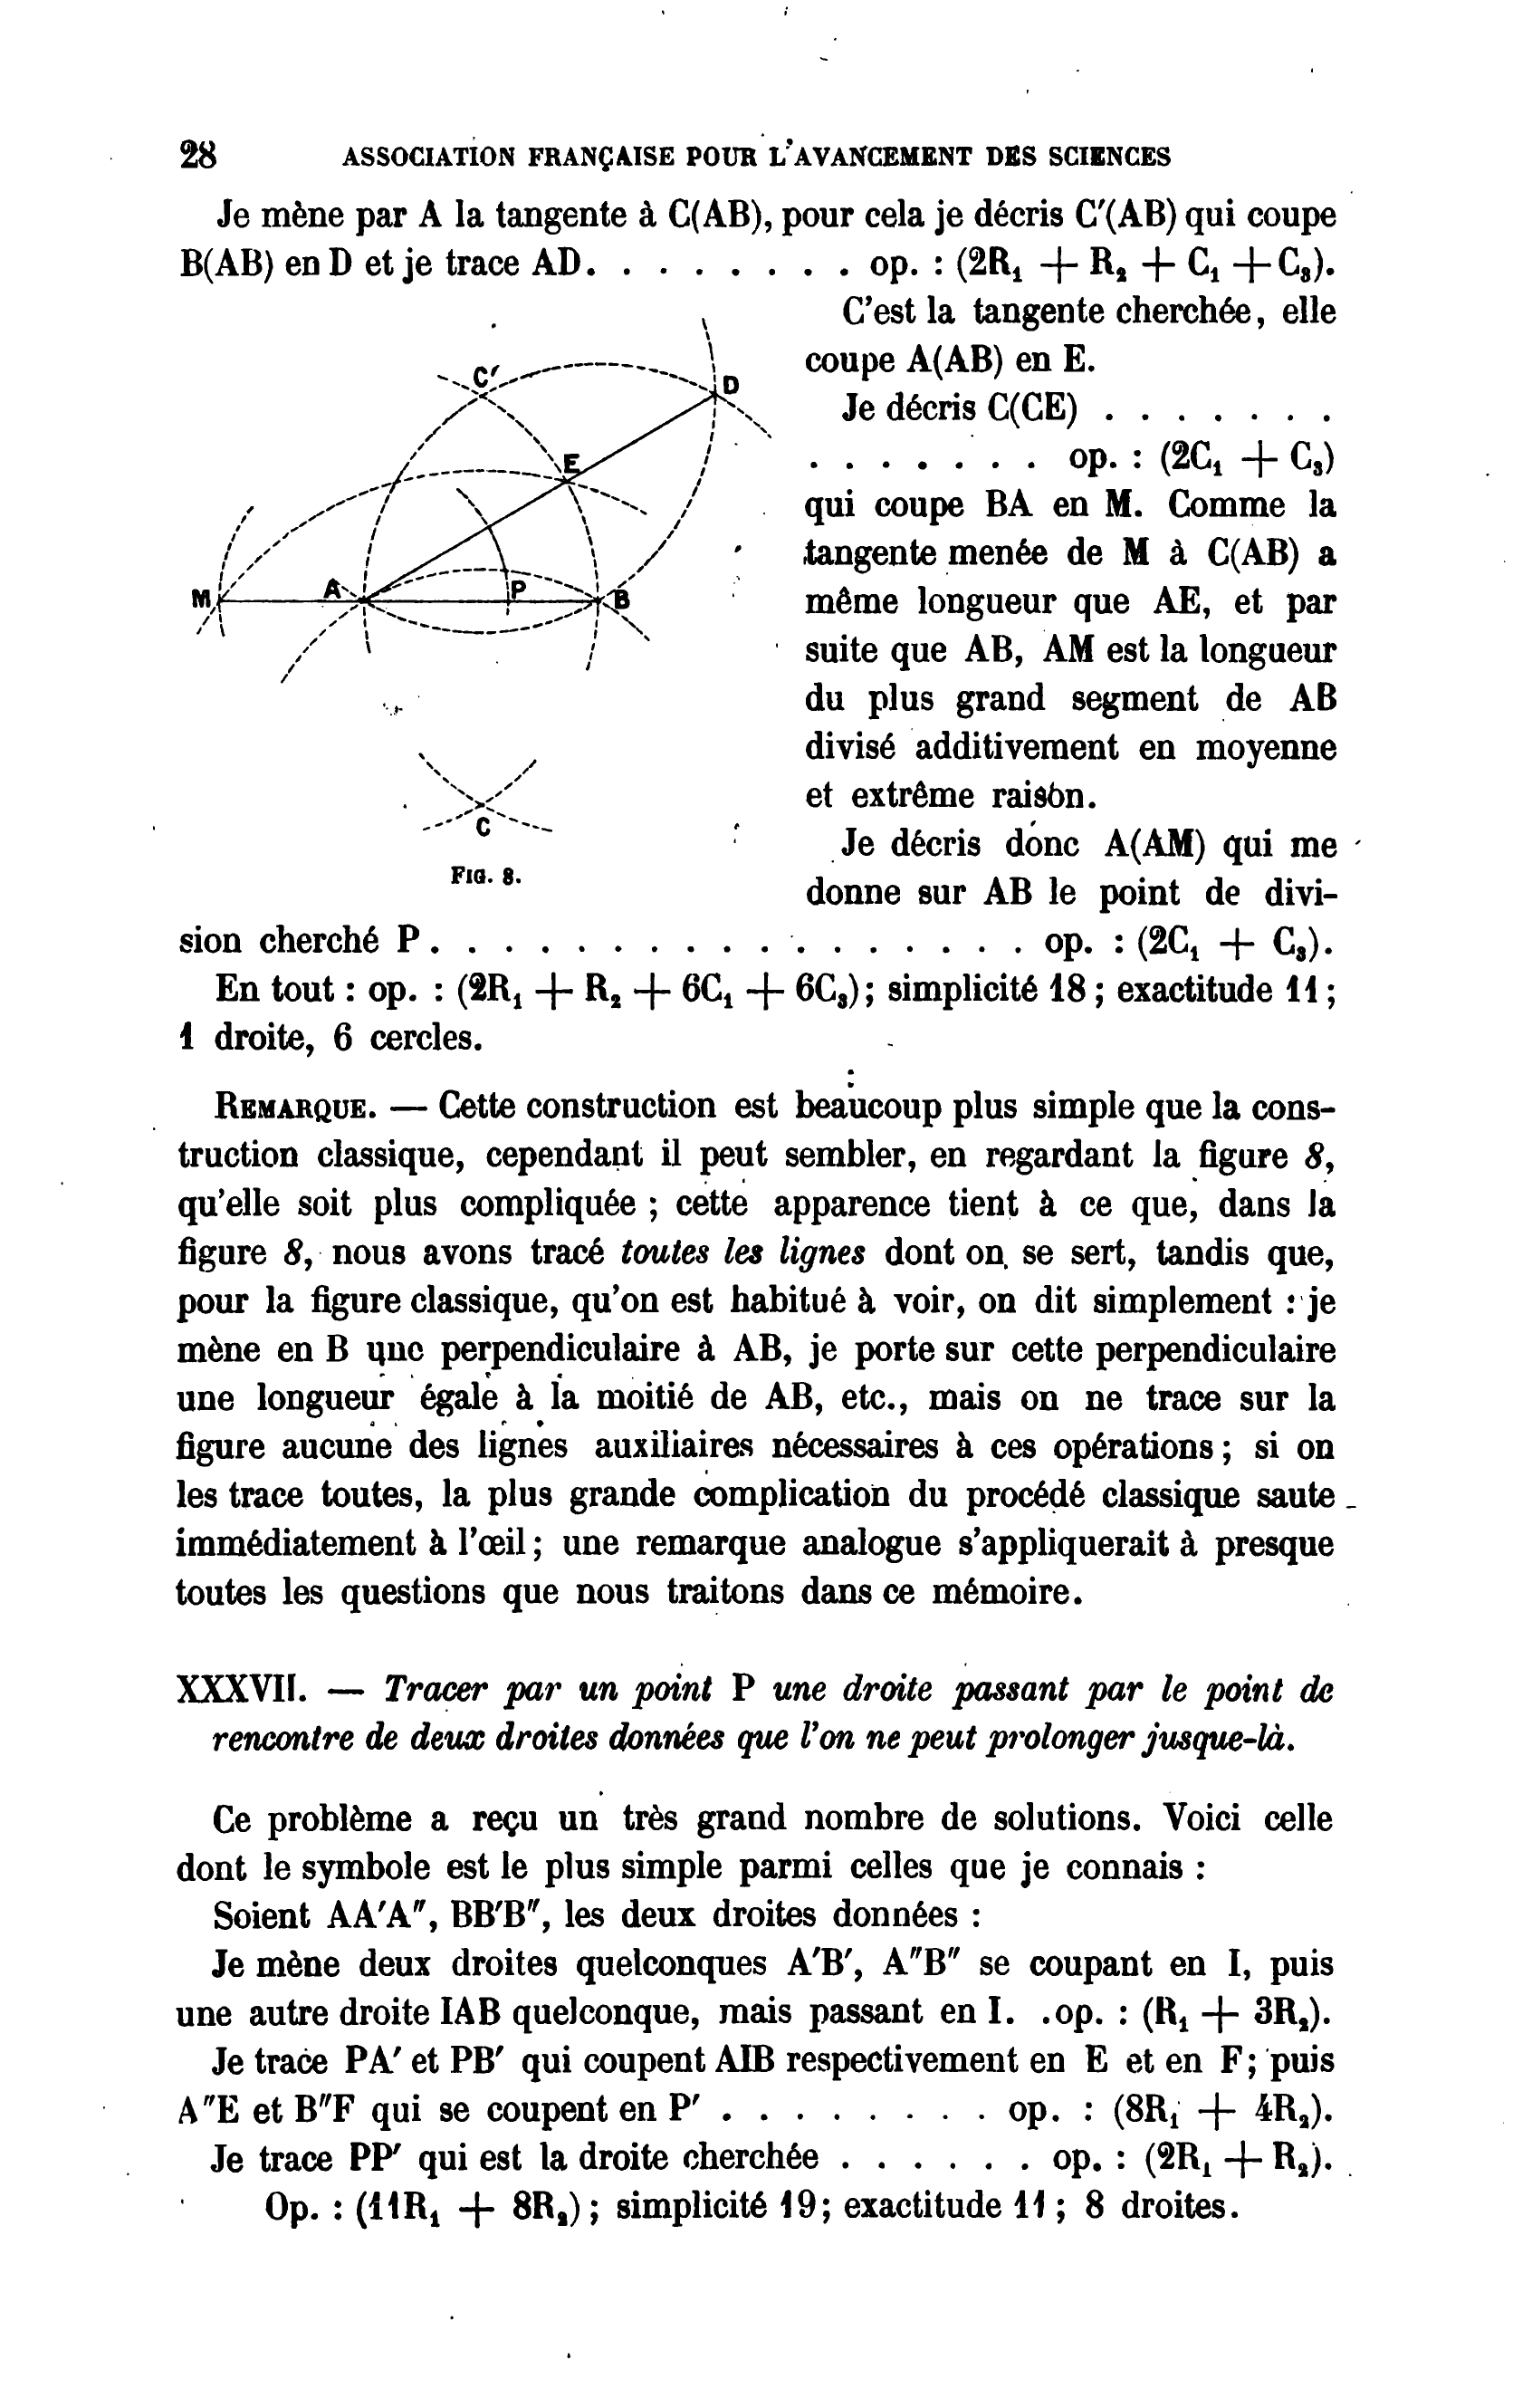 28 ASSOCIATION FRANÇAISE POUR L'AVANCEMENT DES SCIENCES
Je mène par A la tangente à C(AB), pour cela je décris C′(AB) qui coupe
B(AB) en D et je trace AD. . . . . . . . op. : (2R₁ + R₂ + C₁ + C₃).
C'est la tangente cherchée, elle
coupe A(AB) en E.
Je décris C(CE) . . . . . . .
. . . . . . . op. : (2C₁ + C₃)
qui coupe BA en M. Comme la
tangente menée de M à C(AB) a
même longueur que AE, et par
suite que AB, AM est la longueur
du plus grand segment de AB
divisé additivement en moyenne
et extrême raison.
Je décris donc A(AM) qui me
donne sur AB le point de divi-
C′
D
E
M
A
P
B
C
FIG. 8.
sion cherché P. . . . . . . . . . . . . . . . . op. : (2C₁ + C₃).
En tout : op. : (2R₁ + R₂ + 6C₁ + 6C₃); simplicité 18; exactitude 11;
1 droite, 6 cercles.
REMARQUE. — Cette construction est beaucoup plus simple que la cons-
truction classique, cependant il peut sembler, en regardant la figure 8,
qu'elle soit plus compliquée ; cette apparence tient à ce que, dans la
figure 8, nous avons tracé toutes les lignes dont on se sert, tandis que,
pour la figure classique, qu'on est habitué à voir, on dit simplement : je
mène en B une perpendiculaire à AB, je porte sur cette perpendiculaire
une longueur égale à la moitié de AB, etc., mais on ne trace sur la
figure aucune des lignes auxiliaires nécessaires à ces opérations ; si on
les trace toutes, la plus grande complication du procédé classique saute
immédiatement à l'œil ; une remarque analogue s'appliquerait à presque
toutes les questions que nous traitons dans ce mémoire.
XXXVII. — Tracer par un point P une droite passant par le point de
rencontre de deux droites données que l'on ne peut prolonger jusque-là.
Ce problème a reçu un très grand nombre de solutions. Voici celle
dont le symbole est le plus simple parmi celles que je connais :
Soient AA′A″, BB′B″, les deux droites données :
Je mène deux droites quelconques A′B′, A″B″ se coupant en I, puis
une autre droite IAB quelconque, mais passant en I. . op. : (R₁ + 3R₂).
Je trace PA′ et PB′ qui coupent AIB respectivement en E et en F; puis
A″E et B″F qui se coupent en P′ . . . . . . . . op. : (8R₁ + 4R₂).
Je trace PP′ qui est la droite cherchée . . . . . . op. : (2R₁ + R₂).
Op. : (11R₁ + 8R₂) ; simplicité 19; exactitude 11 ; 8 droites.